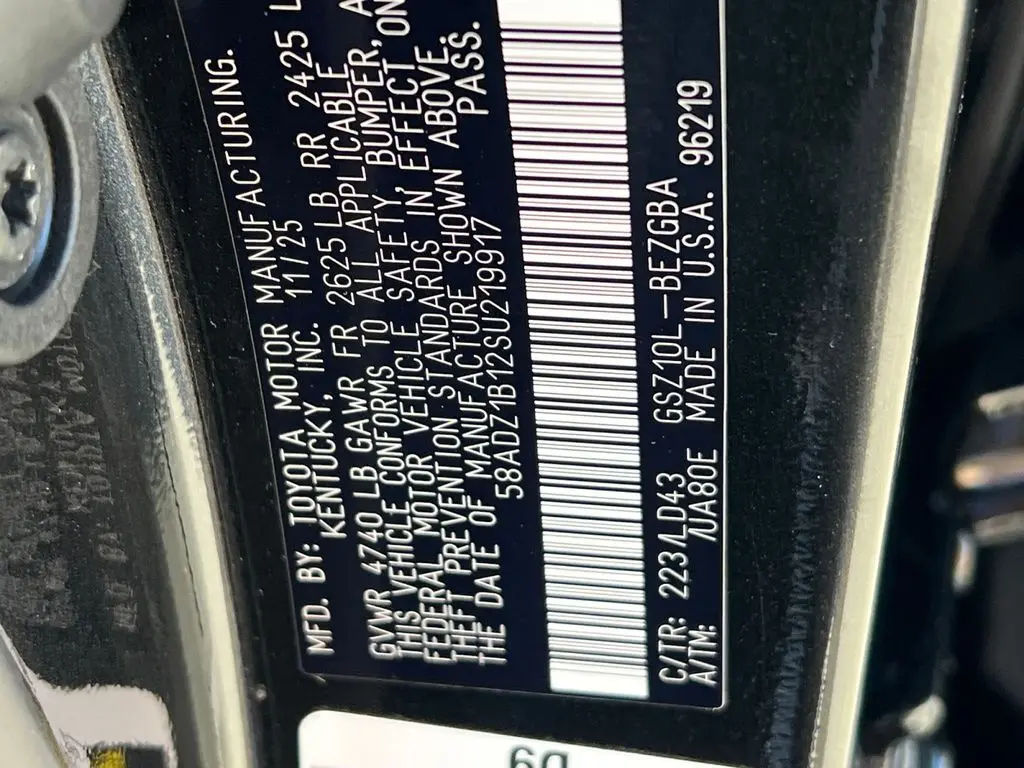 MFD. BY: TOYOTA MOTOR MANUFACTURING.
KENTUCKY, INC. 11/25
GVWR 4740 LB GAWR FR 2625 LB RR 2425 L
THIS VEHICLE CONFORMS TO ALL APPLICABLE
FEDERAL MOTOR VEHICLE SAFETY, BUMPER, A
THEFT PREVENTION STANDARDS IN EFFECT ON
THE DATE OF MANUFACTURE SHOWN ABOVE.
58ADZ1B12SU219917 PASS.
C/TR: 223/LD43 GSZ10L-BEZGBA
A/TM: /UA80E MADE IN U.S.A. 96219